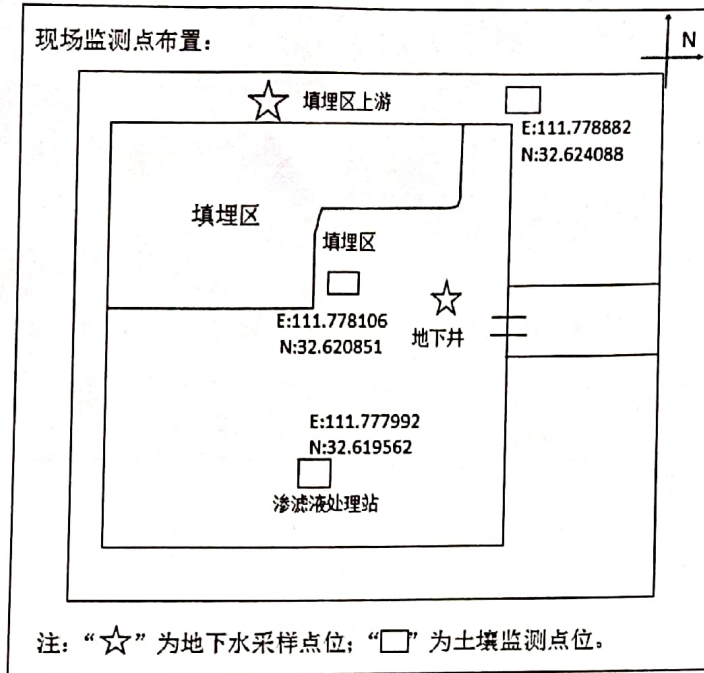 现场监测点布置：
N
填埋区上游
E:111.778882
N:32.624088
填埋区
填埋区
E:111.778106
N:32.620851
地下井
E:111.777992
N:32.619562
渗滤液处理站
注：“☆”为地下水采样点位；“□”为土壤监测点位。